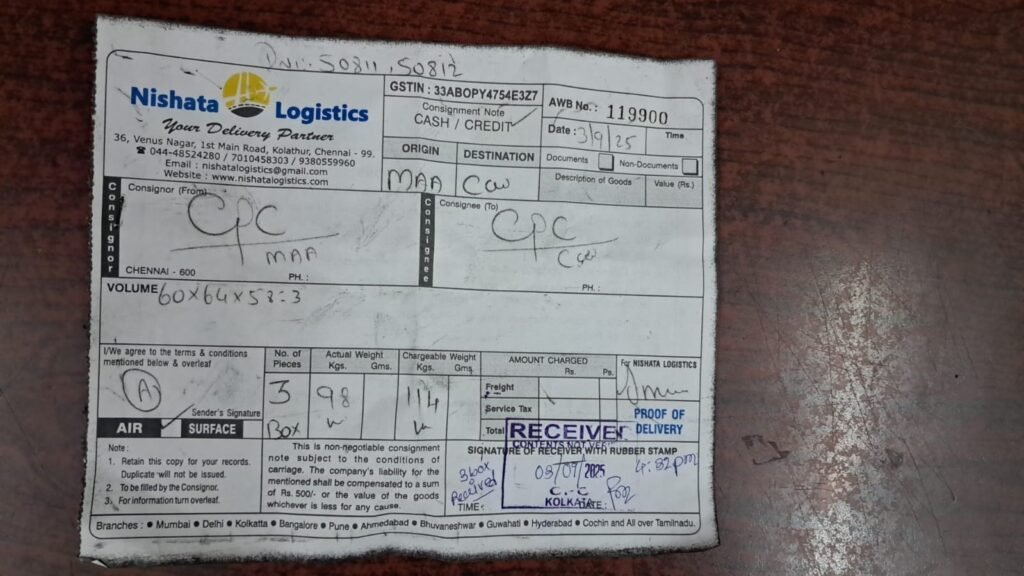 DNI: 50811, 50812
Nishata Logistics
Your Delivery Partner
36, Venus Nagar, 1st Main Road, Kolathur, Chennai - 99.
☎ 044-48524280 / 7010458303 / 9380559960
Email : nishatalogistics@gmail.com
Website : www.nishatalogistics.com
GSTIN : 33ABOPY4754E3Z7
Consignment Note
CASH / CREDIT
AWB No. : 119900
Date : 3/9/25 Time
ORIGIN DESTINATION
MAA CCU
Documents Non-Documents
Description of Goods Value (Rs.)
Consignor
Consignor (From)
CPC
MAA
CHENNAI - 600 PH. :
Consignee
Consignee (To)
CPC
CCU
PH. :
VOLUME 60x64x58=3
I/We agree to the terms & conditions
mentioned below & overleaf
A
Sender's Signature
AIR SURFACE
No. of Pieces
3
Box
Actual Weight
Kgs. Gms.
98
Chargeable Weight
Kgs. Gms.
114
AMOUNT CHARGED
Rs. Ps.
Freight
Service Tax
Total
For NISHATA LOGISTICS
PROOF OF
DELIVERY
Note :
1. Retain this copy for your records.
Duplicate will not be issued.
2. To be filled by the Consignor.
3. For information turn overleaf.
This is non-negotiable consignment
note subject to the conditions of
carriage. The company's liability for
the mentioned shall be compensated to a sum
of Rs. 500/- or the value of the goods
whichever is less for any cause.
SIGNATURE OF RECEIVER WITH RUBBER STAMP
RECEIVED
CONTENTS NOT VERIFIED
2025
C.P.C
KOLKATA
3 box
Received
4:32pm
TIME: DATE:
Branches : • Mumbai • Delhi • Kolkatta • Bangalore • Pune • Ahmedabad • Bhuvaneshwar • Guwahati • Hyderabad • Cochin and All over Tamilnadu.